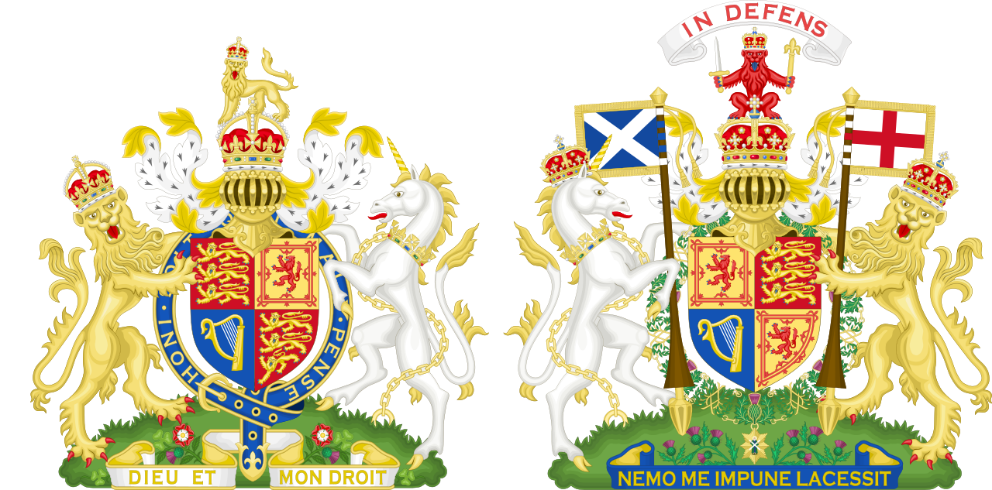 HONI
PENSE
DIEU ET MON DROIT
IN DEFENS
NEMO ME IMPUNE LACESSIT